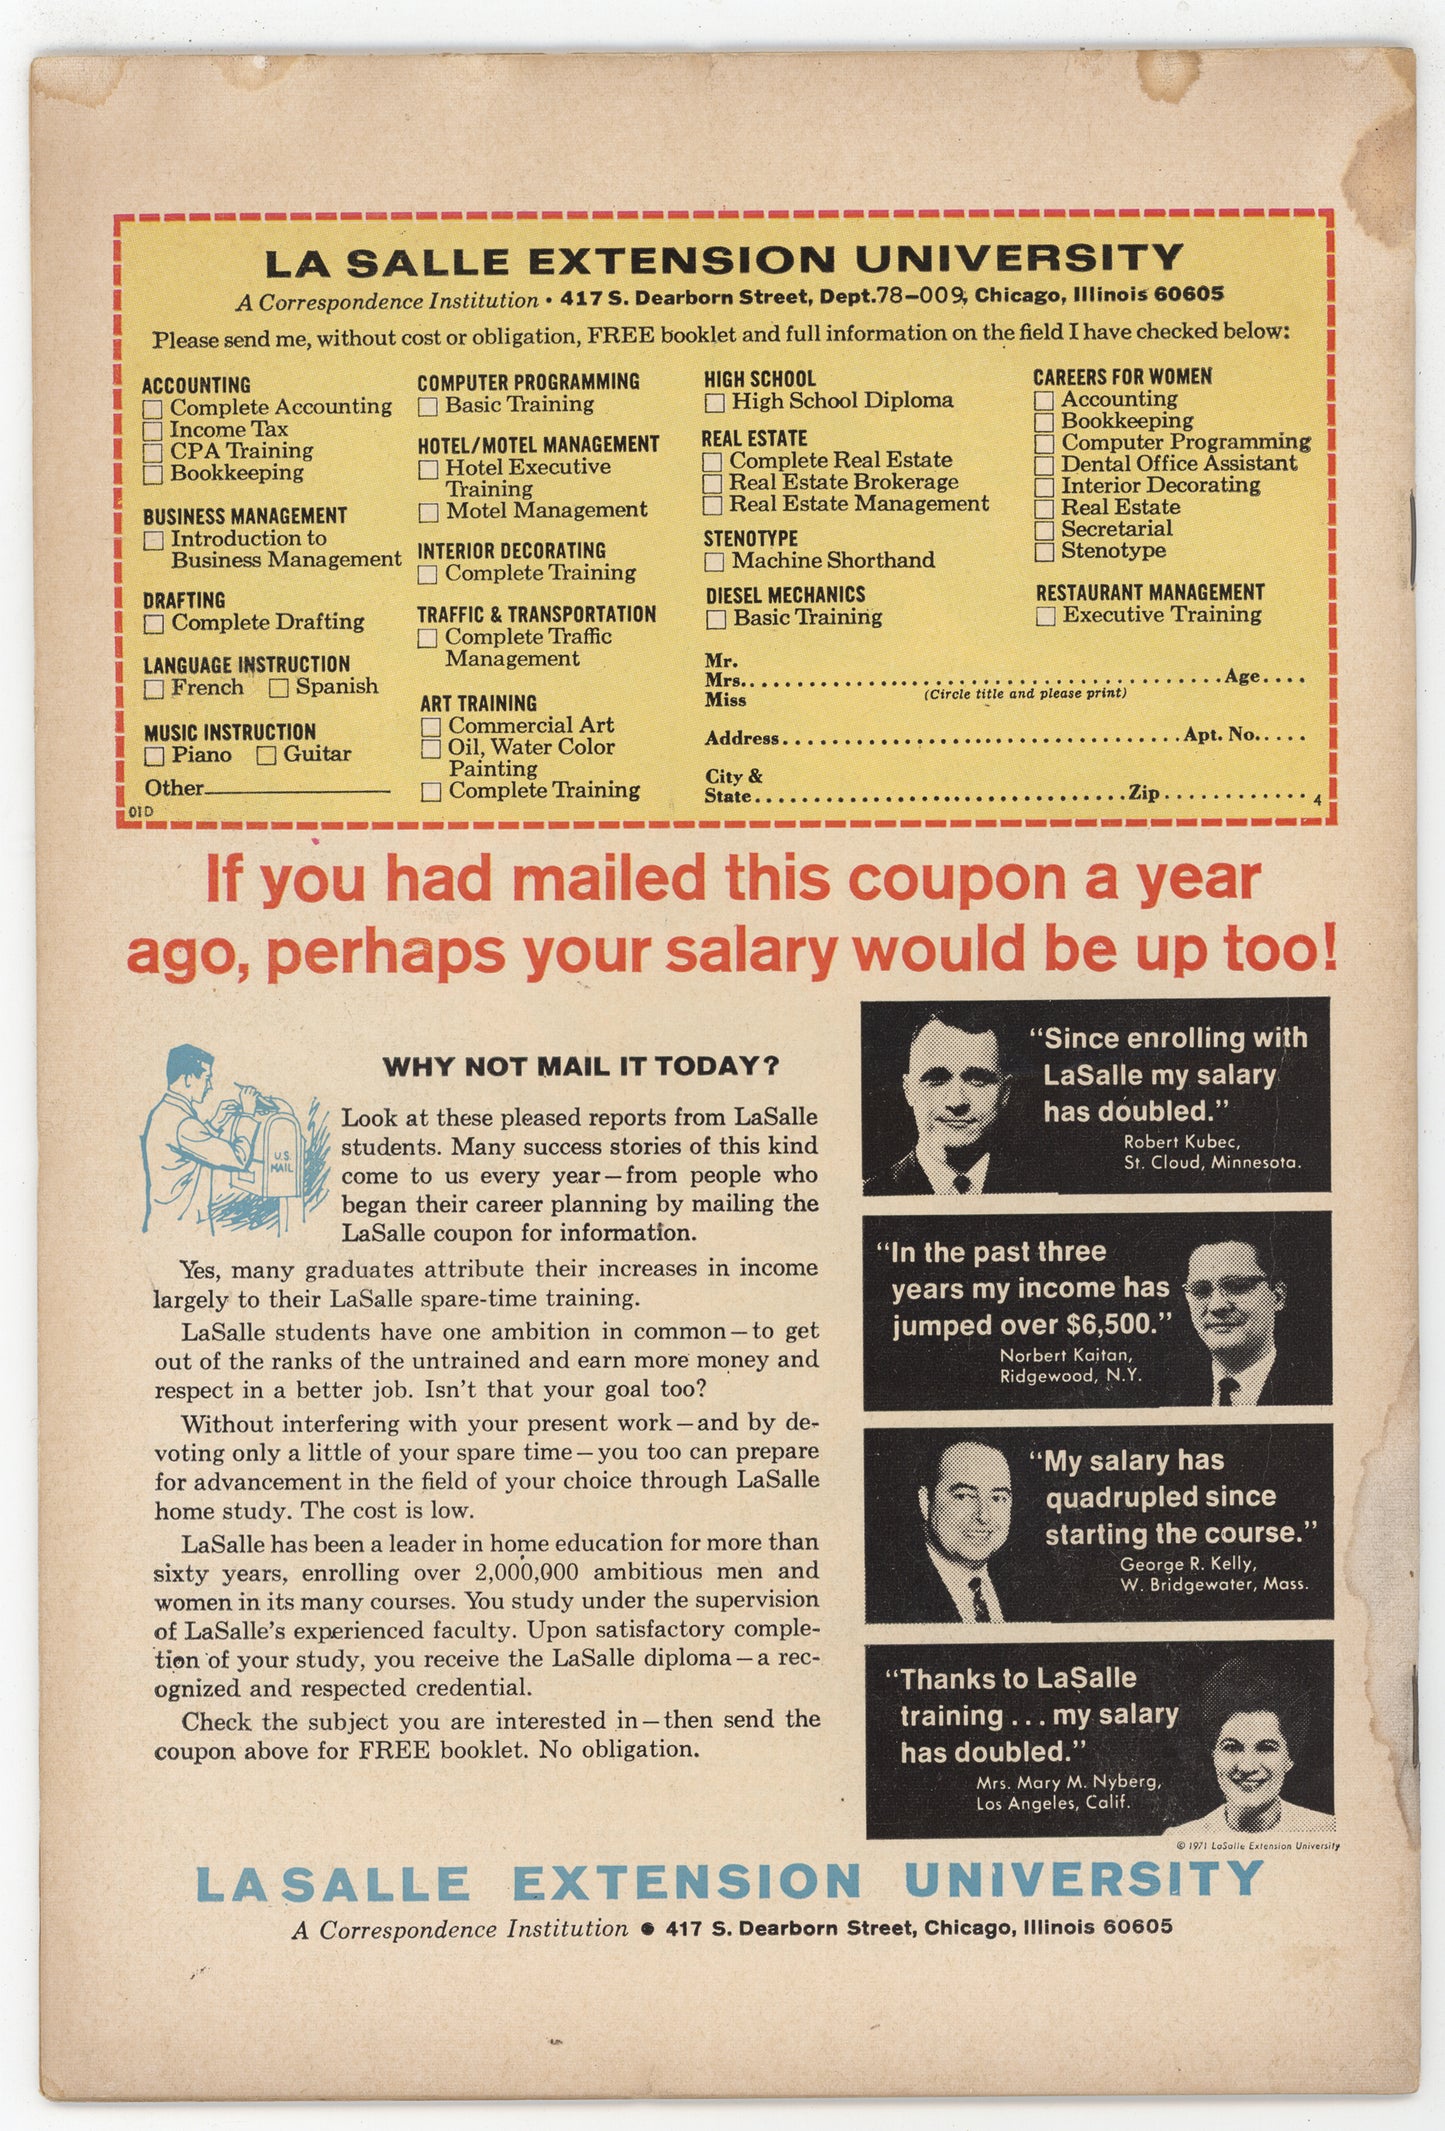 LA SALLE EXTENSION UNIVERSITY
A Correspondence Institution • 417 S. Dearborn Street, Dept.78-009, Chicago, Illinois 60605
Please send me, without cost or obligation, FREE booklet and full information on the field I have checked below:
ACCOUNTING
Complete Accounting
Income Tax
CPA Training
Bookkeeping
BUSINESS MANAGEMENT
Introduction to
Business Management
DRAFTING
Complete Drafting
LANGUAGE INSTRUCTION
French Spanish
MUSIC INSTRUCTION
Piano Guitar
Other
01D
COMPUTER PROGRAMMING
Basic Training
HOTEL/MOTEL MANAGEMENT
Hotel Executive
Training
Motel Management
INTERIOR DECORATING
Complete Training
TRAFFIC & TRANSPORTATION
Complete Traffic
Management
ART TRAINING
Commercial Art
Oil, Water Color
Painting
Complete Training
HIGH SCHOOL
High School Diploma
REAL ESTATE
Complete Real Estate
Real Estate Brokerage
Real Estate Management
STENOTYPE
Machine Shorthand
DIESEL MECHANICS
Basic Training
CAREERS FOR WOMEN
Accounting
Bookkeeping
Computer Programming
Dental Office Assistant
Interior Decorating
Real Estate
Secretarial
Stenotype
RESTAURANT MANAGEMENT
Executive Training
Mr.
Mrs. Age
(Circle title and please print)
Miss
Address Apt. No.
City &
State Zip 4
If you had mailed this coupon a year
ago, perhaps your salary would be up too!
WHY NOT MAIL IT TODAY?
U.S.
MAIL
Look at these pleased reports from LaSalle
students. Many success stories of this kind
come to us every year—from people who
began their career planning by mailing the
LaSalle coupon for information.
Yes, many graduates attribute their increases in income
largely to their LaSalle spare-time training.
LaSalle students have one ambition in common—to get
out of the ranks of the untrained and earn more money and
respect in a better job. Isn't that your goal too?
Without interfering with your present work—and by de-
voting only a little of your spare time—you too can prepare
for advancement in the field of your choice through LaSalle
home study. The cost is low.
LaSalle has been a leader in home education for more than
sixty years, enrolling over 2,000,000 ambitious men and
women in its many courses. You study under the supervision
of LaSalle's experienced faculty. Upon satisfactory comple-
tion of your study, you receive the LaSalle diploma—a rec-
ognized and respected credential.
Check the subject you are interested in—then send the
coupon above for FREE booklet. No obligation.
"Since enrolling with
LaSalle my salary
has doubled."
Robert Kubec,
St. Cloud, Minnesota.
"In the past three
years my income has
jumped over $6,500."
Norbert Kaitan,
Ridgewood, N.Y.
"My salary has
quadrupled since
starting the course."
George R. Kelly,
W. Bridgewater, Mass.
"Thanks to LaSalle
training ... my salary
has doubled."
Mrs. Mary M. Nyberg,
Los Angeles, Calif.
© 1971 LaSalle Extension University
LA SALLE EXTENSION UNIVERSITY
A Correspondence Institution • 417 S. Dearborn Street, Chicago, Illinois 60605